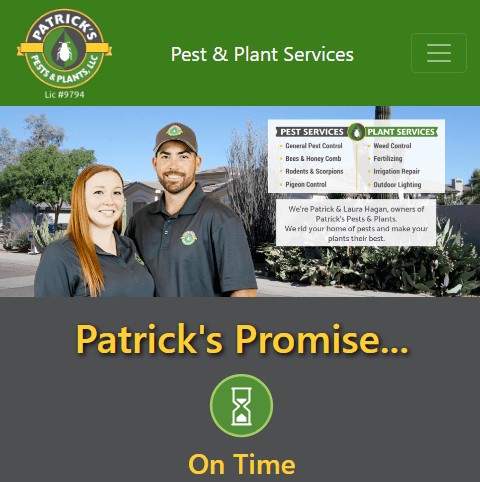 PATRICK'S
PESTS & PLANTS, LLC
Lic #9794
Pest & Plant Services
PEST SERVICES PLANT SERVICES
• General Pest Control • Weed Control
• Bees & Honey Comb • Fertilizing
• Rodents & Scorpions • Irrigation Repair
• Pigeon Control • Outdoor Lighting
We're Patrick & Laura Hagan, owners of
Patrick's Pests & Plants.
We rid your home of pests and make your
plants their best.
Patrick's Promise...
On Time